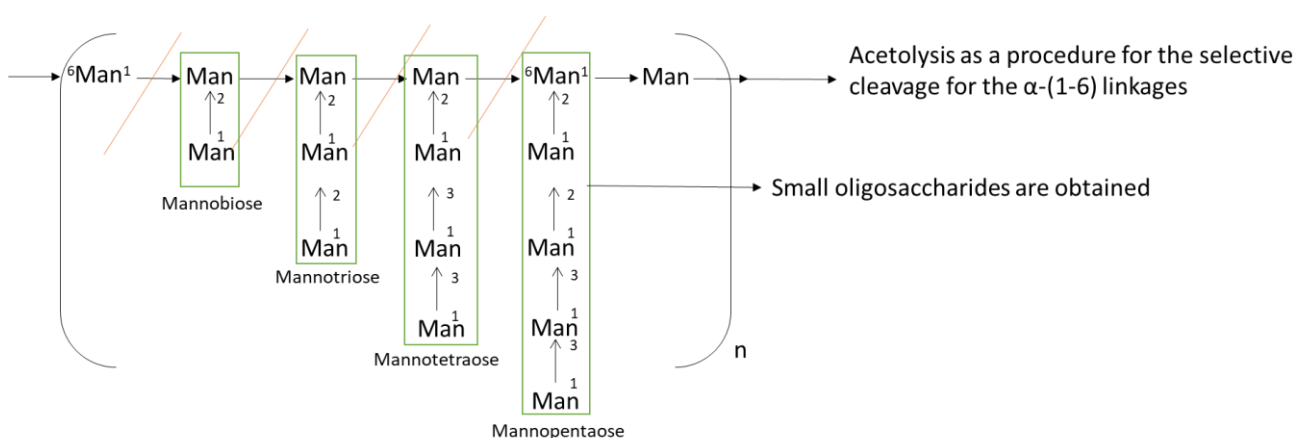 ⁶Man¹ Man Man Man ⁶Man¹ Man
Acetolysis as a procedure for the selective
cleavage for the α-(1-6) linkages
2 2 2 2
1 1 1 1
Man Man Man Man
Mannobiose
2 3 2
Small oligosaccharides are obtained
1 1 1
Man Man Man
Mannotriose
3 3
1 1
Man Man
Mannotetraose
3
n
1
Man
Mannopentaose